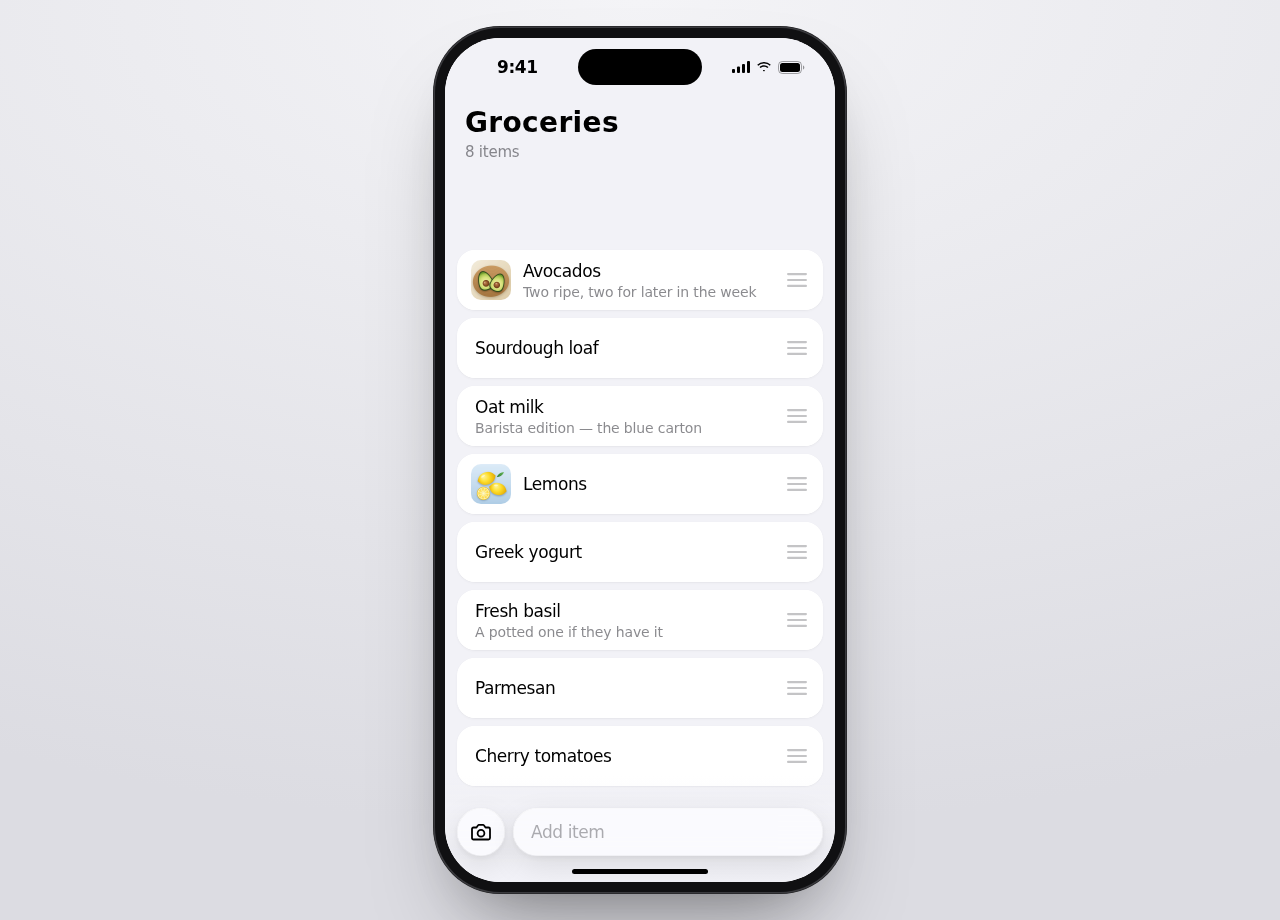 9:41
Groceries
8 items
Avocados
Two ripe, two for later in the week
Sourdough loaf
Oat milk
Barista edition — the blue carton
Lemons
Greek yogurt
Fresh basil
A potted one if they have it
Parmesan
Cherry tomatoes
Add item